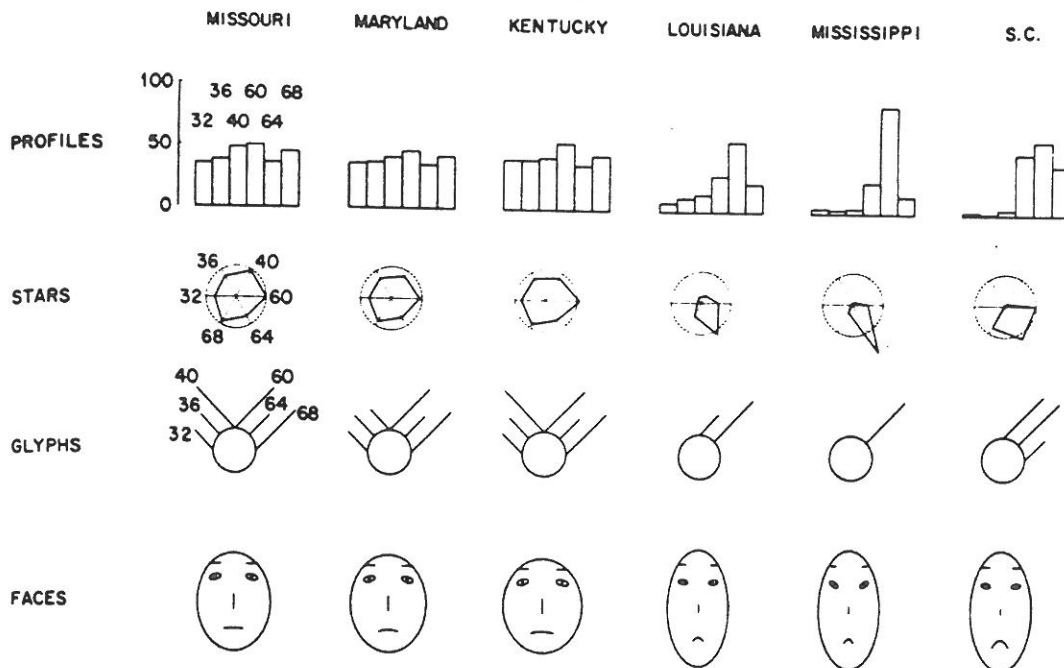 MISSOURI MARYLAND KENTUCKY LOUISIANA MISSISSIPPI S.C.
100
36 60 68
32 40 64
PROFILES
50
0
36 40
STARS
32 60
68 64
40 60
36 64
68
32
GLYPHS
FACES